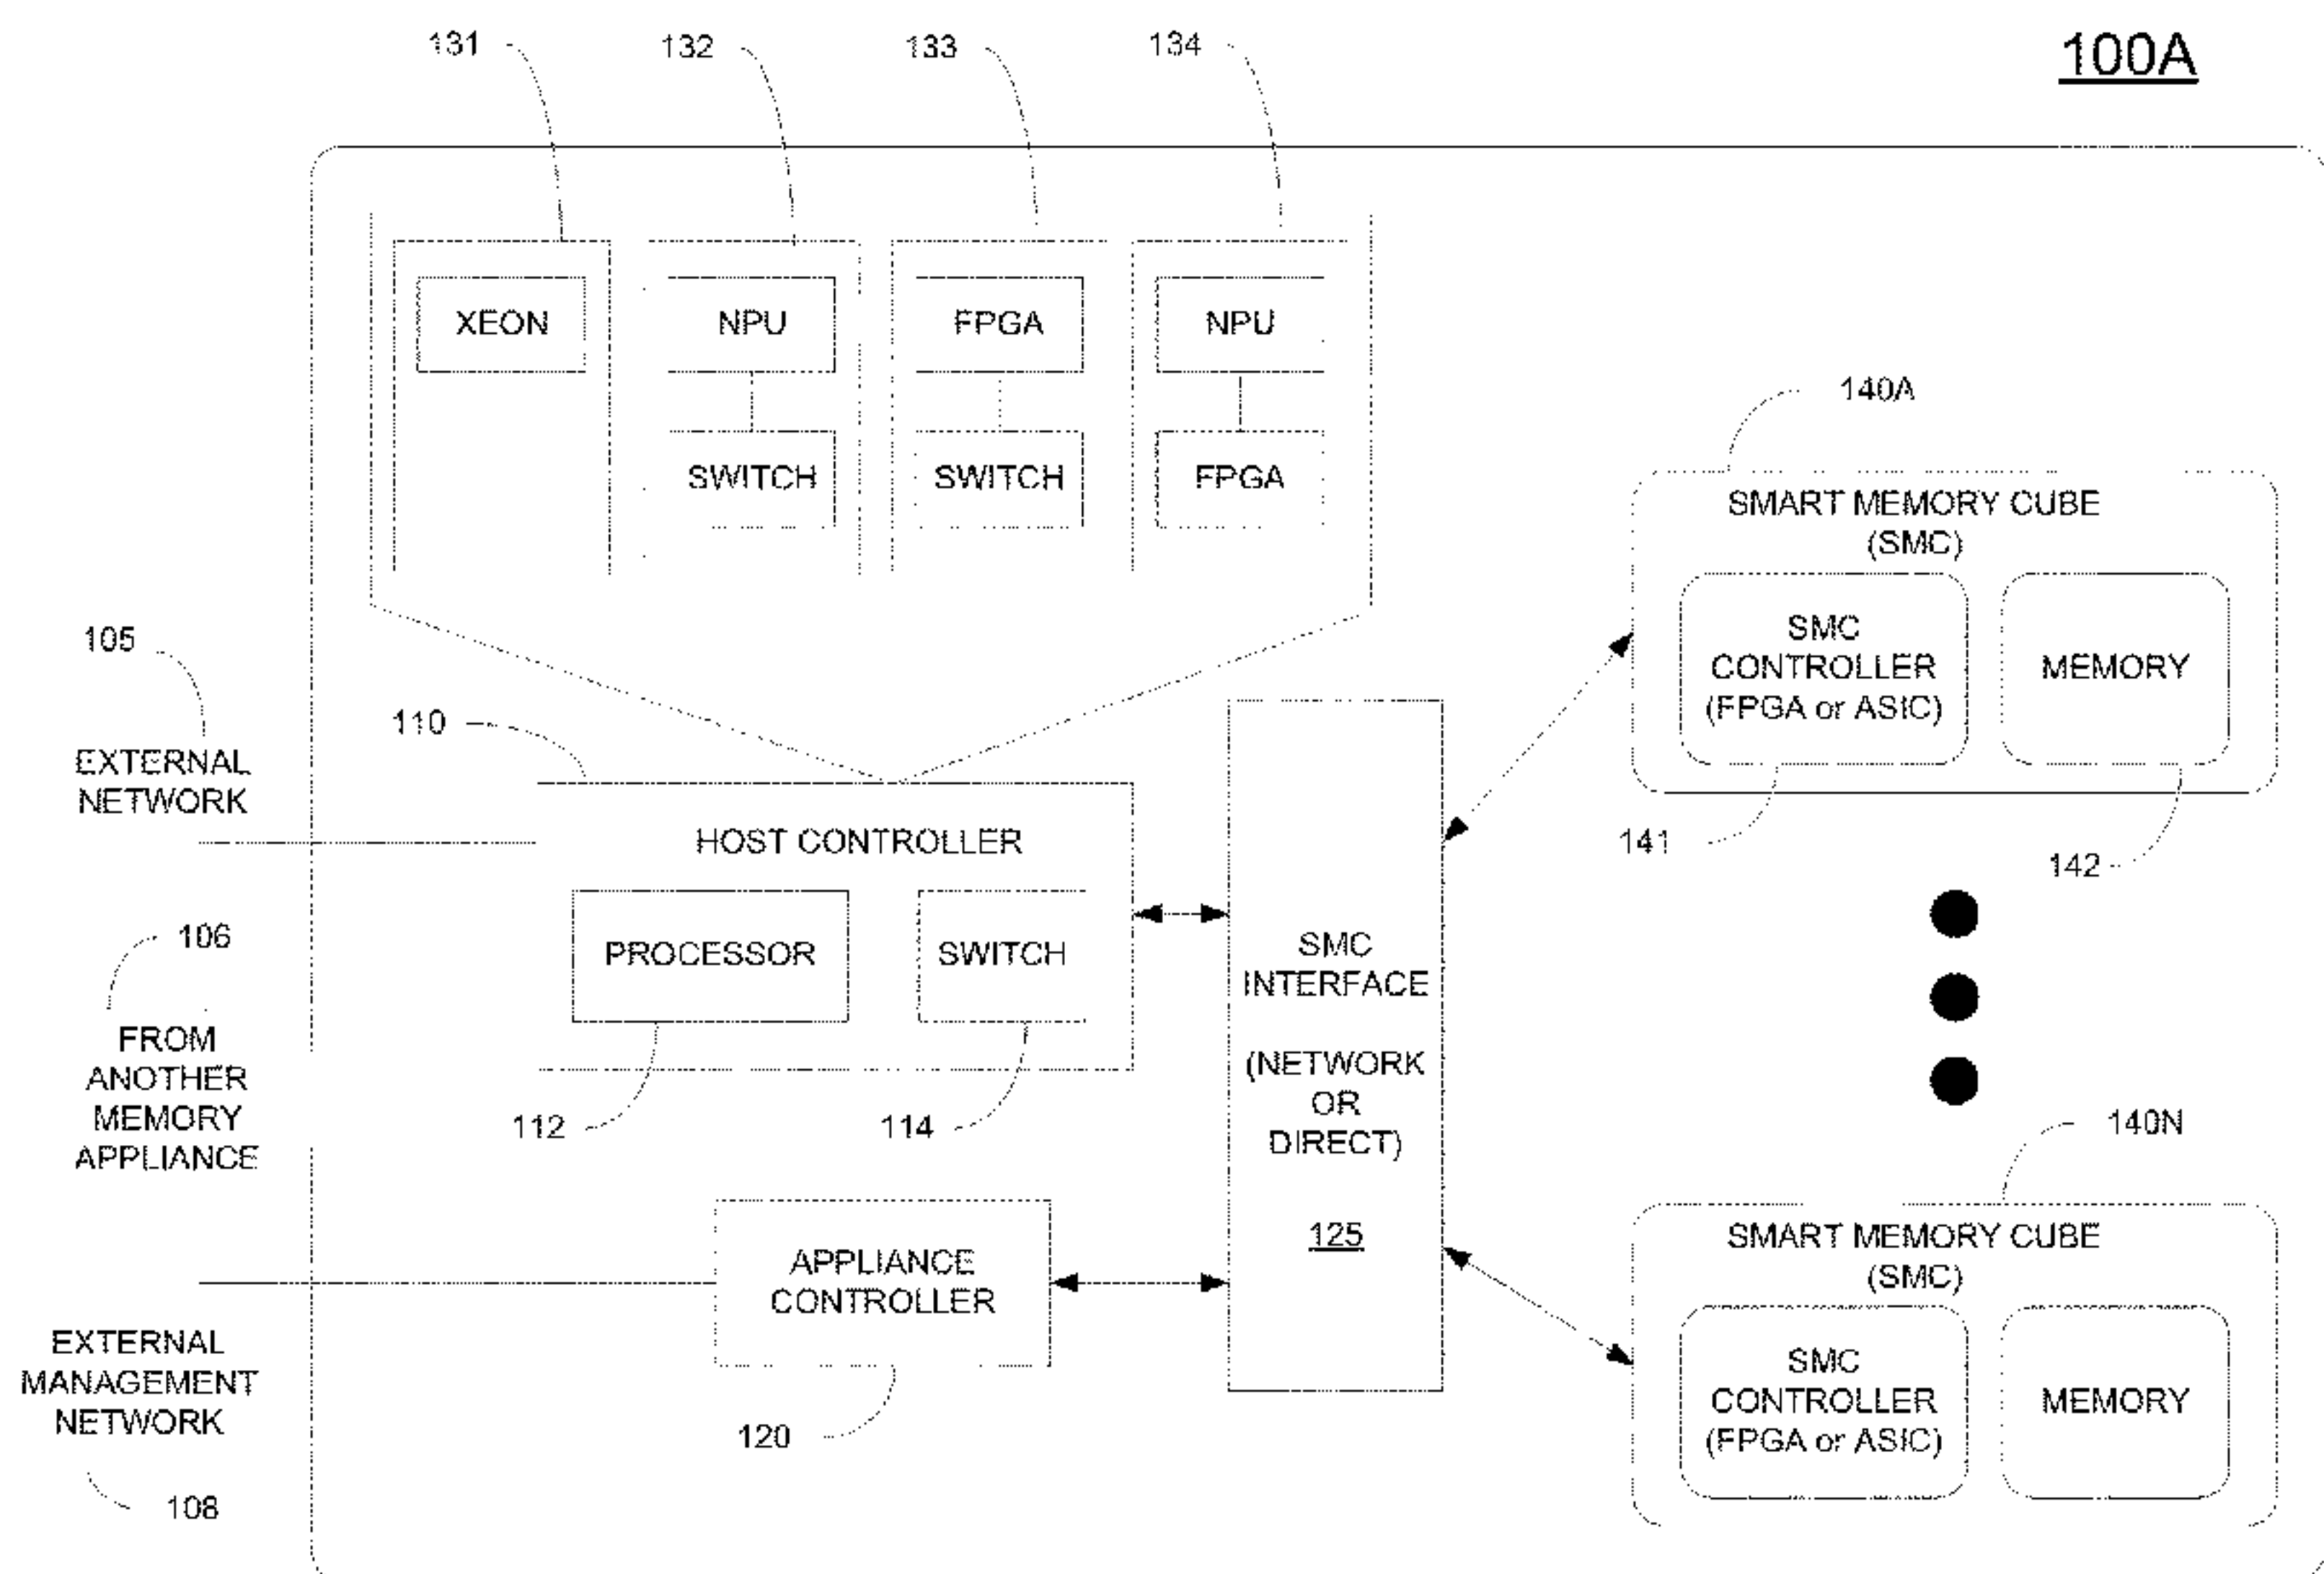 100A
131
132
133
134
XEON
NPU
FPGA
NPU
SWITCH
SWITCH
FPGA
140A
SMART MEMORY CUBE
(SMC)
SMC
CONTROLLER
(FPGA or ASIC)
MEMORY
141
142
105
EXTERNAL
NETWORK
110
HOST CONTROLLER
PROCESSOR
SWITCH
112
114
106
FROM
ANOTHER
MEMORY
APPLIANCE
SMC
INTERFACE
(NETWORK
OR
DIRECT)
125
APPLIANCE
CONTROLLER
120
EXTERNAL
MANAGEMENT
NETWORK
108
140N
SMART MEMORY CUBE
(SMC)
SMC
CONTROLLER
(FPGA or ASIC)
MEMORY